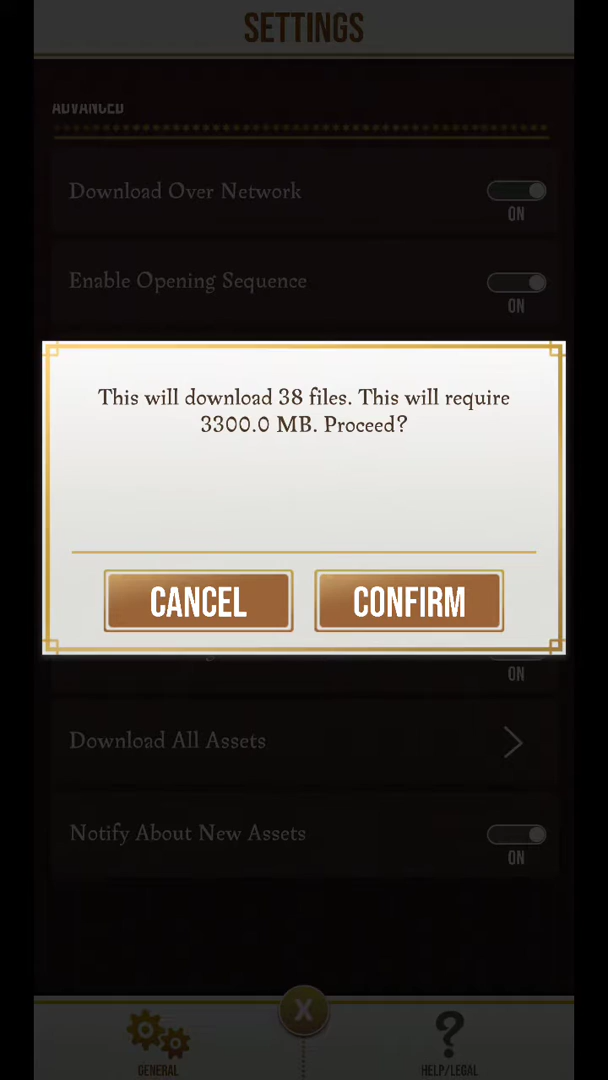 SETTINGS
ADVANCED
Download Over Network
ON
Enable Opening Sequence
ON
This will download 38 files. This will require
3300.0 MB. Proceed?
CANCEL
CONFIRM
ON
Download All Assets
Notify About New Assets
ON
X
GENERAL
?
HELP/LEGAL